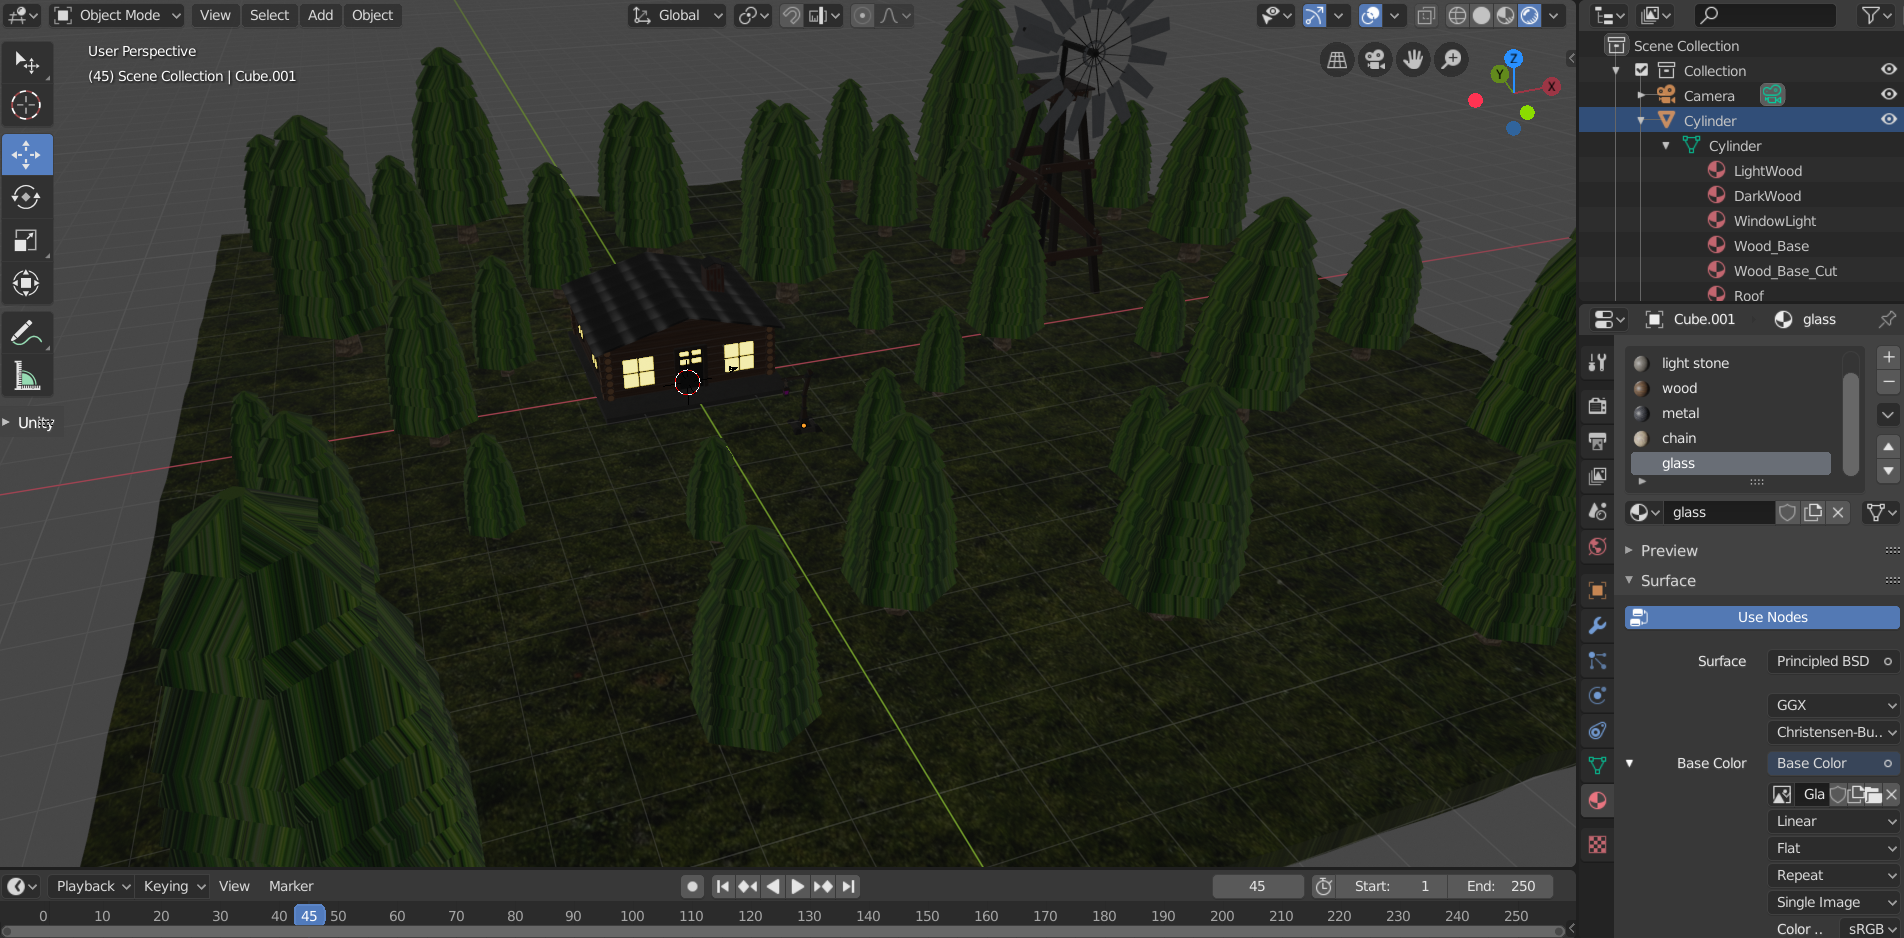 Object Mode View Select Add Object Global
User Perspective
(45) Scene Collection | Cube.001
Z
Y
X
Unity
Scene Collection
Collection
Camera
Cylinder
Cylinder
LightWood
DarkWood
WindowLight
Wood_Base
Wood_Base_Cut
Roof
Cube.001 glass
light stone
wood
metal
chain
glass
glass
Preview
Surface
Use Nodes
Surface Principled BSD
GGX
Christensen-Bu..
Base Color Base Color
Gla
Linear
Flat
Repeat
Single Image
Color .. sRGB
Playback Keying View Marker 45 Start: 1 End: 250
0 10 20 30 40 45 50 60 70 80 90 100 110 120 130 140 150 160 170 180 190 200 210 220 230 240 250